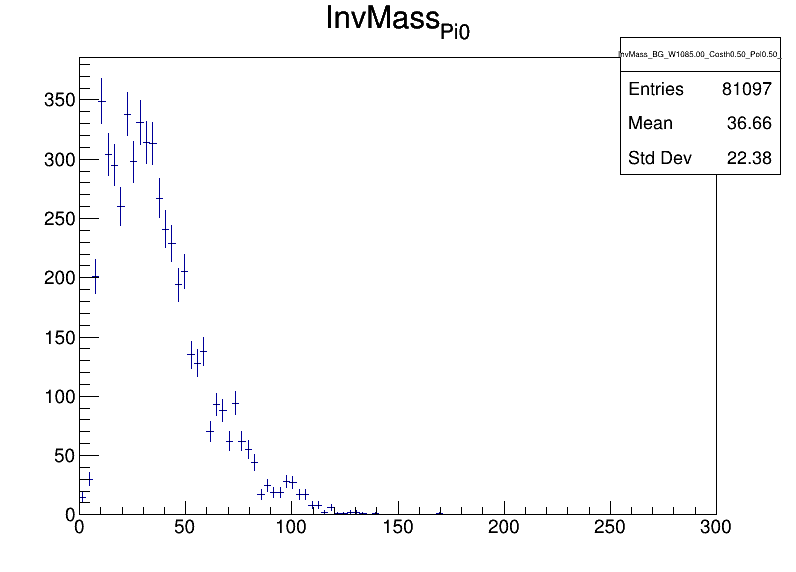 InvMass_Pi0
InvMass_BG_W1085.00_Costh0.50_Pol0.50_
Entries 81097
Mean 36.66
Std Dev 22.38
350
300
250
200
150
100
50
0
0 50 100 150 200 250 300